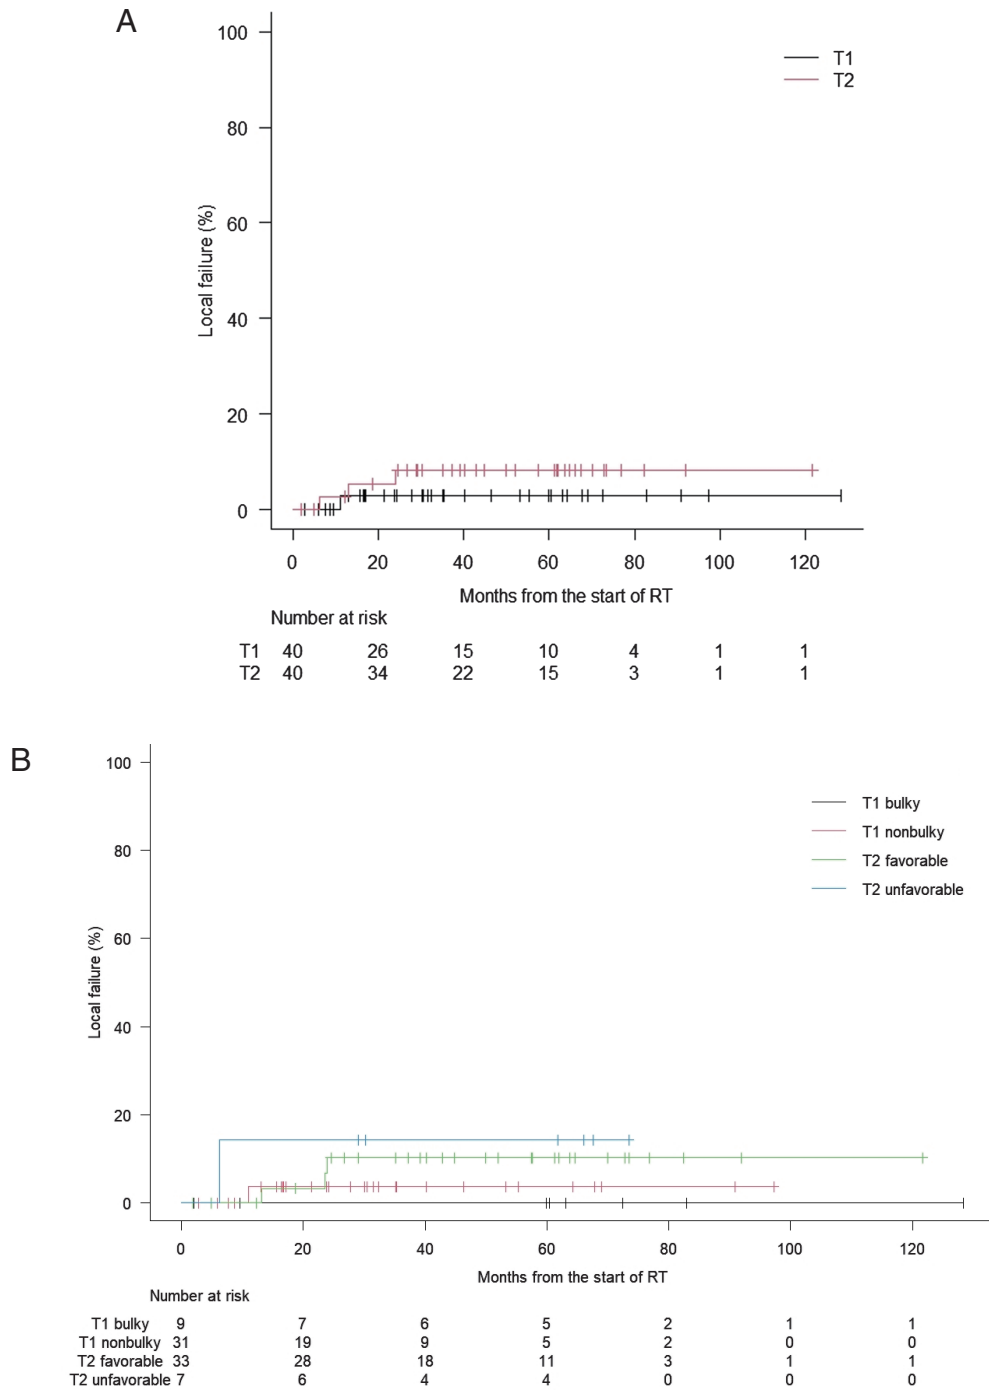 A
100
80
60
40
20
0
Local failure (%)
T1
T2
0 20 40 60 80 100 120
Months from the start of RT
Number at risk
T1 40 26 15 10 4 1 1
T2 40 34 22 15 3 1 1
B
100
80
60
40
20
0
Local failure (%)
T1 bulky
T1 nonbulky
T2 favorable
T2 unfavorable
0 20 40 60 80 100 120
Months from the start of RT
Number at risk
T1 bulky 9 7 6 5 2 1 1
T1 nonbulky 31 19 9 5 2 0 0
T2 favorable 33 28 18 11 3 1 1
T2 unfavorable 7 6 4 4 0 0 0